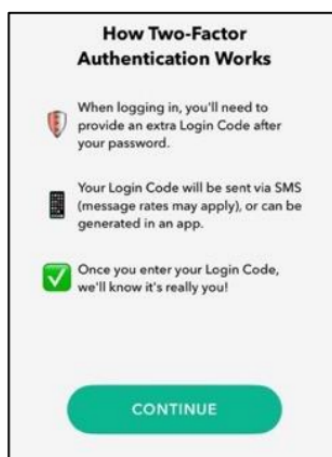 How Two-Factor
Authentication Works
When logging in, you'll need to
provide an extra Login Code after
your password.
Your Login Code will be sent via SMS
(message rates may apply), or can be
generated in an app.
Once you enter your Login Code,
we'll know it's really you!
CONTINUE